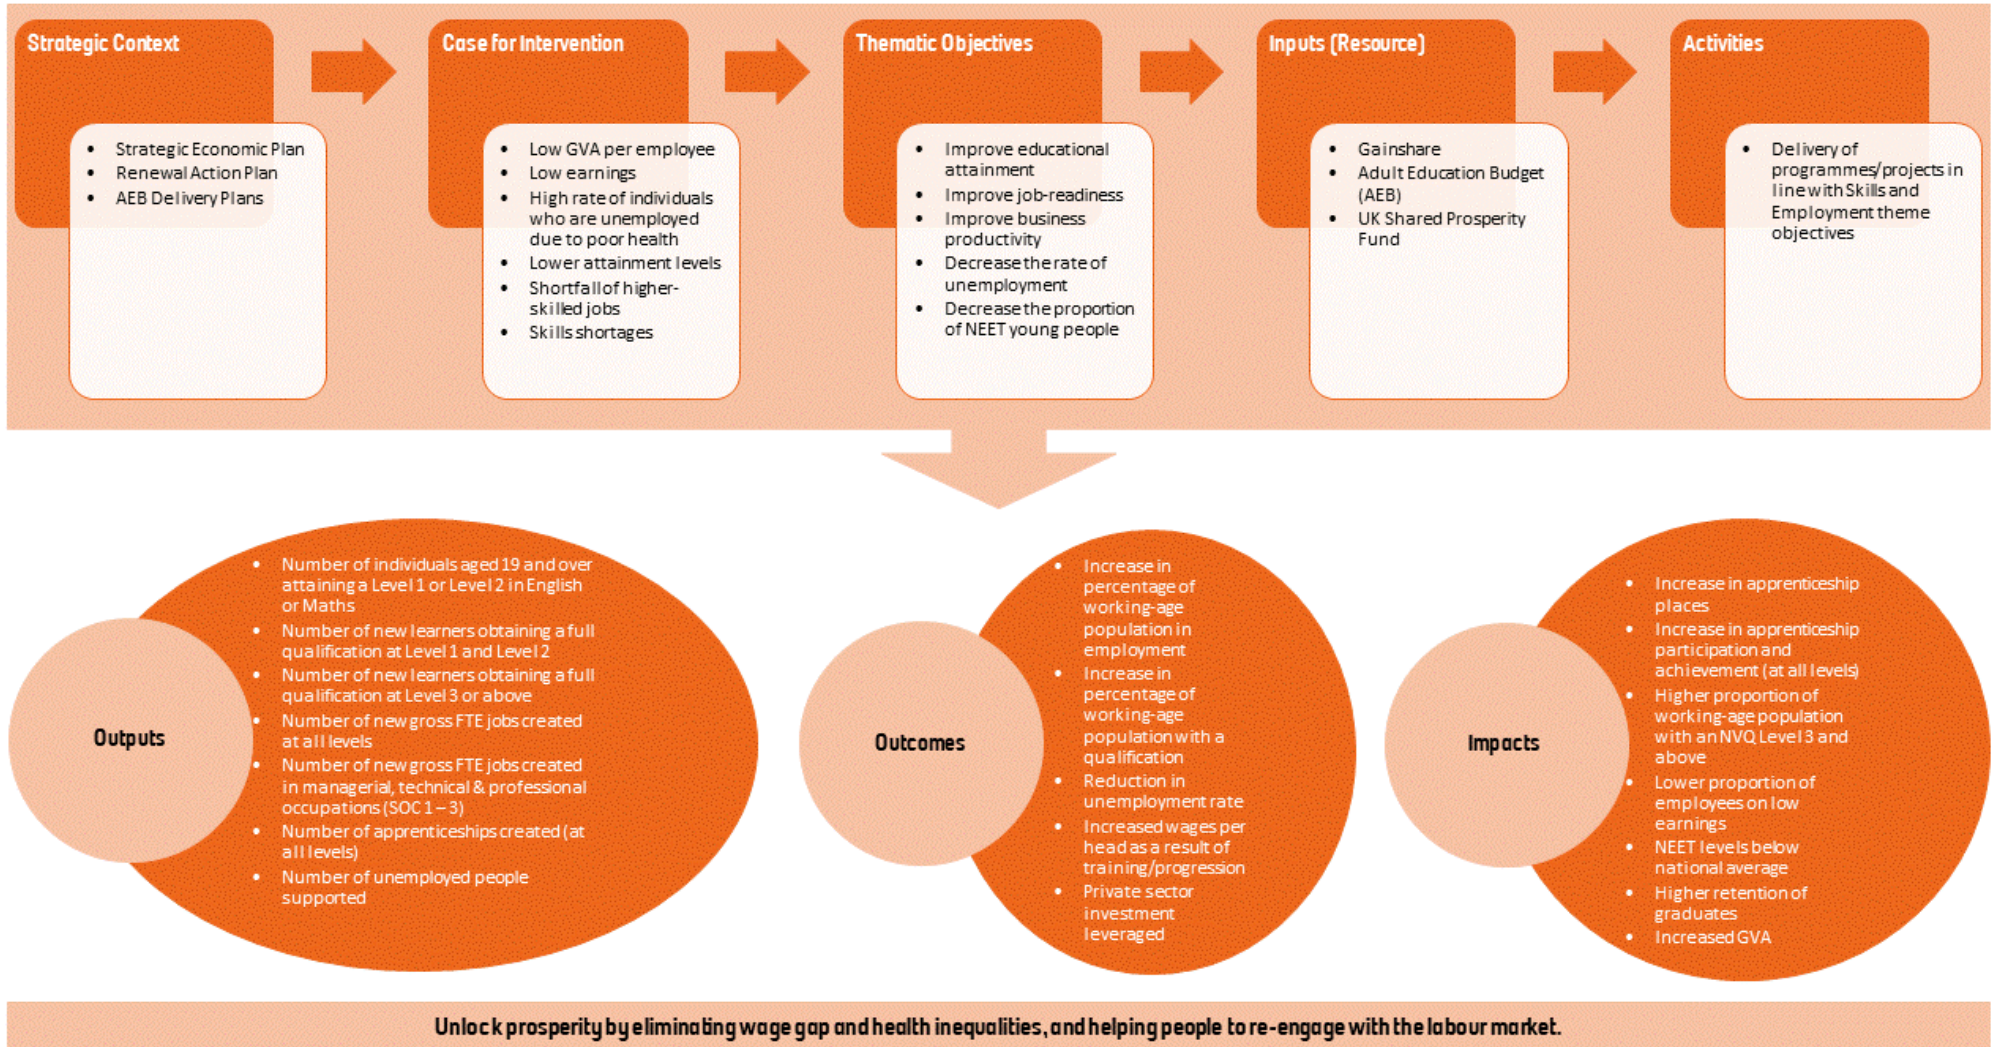 Strategic Context
• Strategic Economic Plan
• Renewal Action Plan
• AEB Delivery Plans
Case for Intervention
• Low GVA per employee
• Low earnings
• High rate of individuals
who are unemployed
due to poor health
• Lower attainment levels
• Shortfall of higher-
skilled jobs
• Skills shortages
Thematic Objectives
• Improve educational
attainment
• Improve job-readiness
• Improve business
productivity
• Decrease the rate of
unemployment
• Decrease the proportion
of NEET young people
Inputs (Resource)
• Gainshare
• Adult Education Budget
(AEB)
• UK Shared Prosperity
Fund
Activities
• Delivery of
programmes/projects in
line with Skills and
Employment theme
objectives
Outputs
• Number of individuals aged 19 and over
attaining a Level 1 or Level 2 in English
or Maths
• Number of new learners obtaining a full
qualification at Level 1 and Level 2
• Number of new learners obtaining a full
qualification at Level 3 or above
• Number of new gross FTE jobs created
at all levels
• Number of new gross FTE jobs created
in managerial, technical & professional
occupations (SOC 1 – 3)
• Number of apprenticeships created (at
all levels)
• Number of unemployed people
supported
Outcomes
• Increase in
percentage of
working-age
population in
employment
• Increase in
percentage of
working-age
population with a
qualification
• Reduction in
unemployment rate
• Increased wages per
head as a result of
training/progression
• Private sector
investment
leveraged
Impacts
• Increase in apprenticeship
places
• Increase in apprenticeship
participation and
achievement (at all levels)
• Higher proportion of
working-age population
with an NVQ Level 3 and
above
• Lower proportion of
employees on low
earnings
• NEET levels below
national average
• Higher retention of
graduates
• Increased GVA
Unlock prosperity by eliminating wage gap and health inequalities, and helping people to re-engage with the labour market.